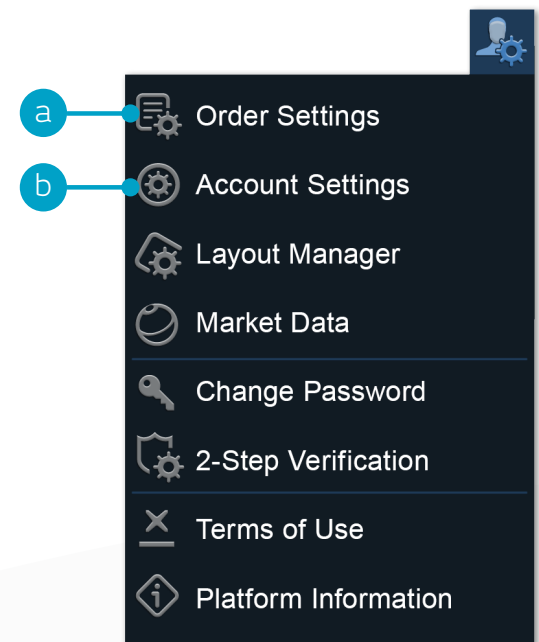 a
Order Settings
b
Account Settings
Layout Manager
Market Data
Change Password
2-Step Verification
Terms of Use
Platform Information